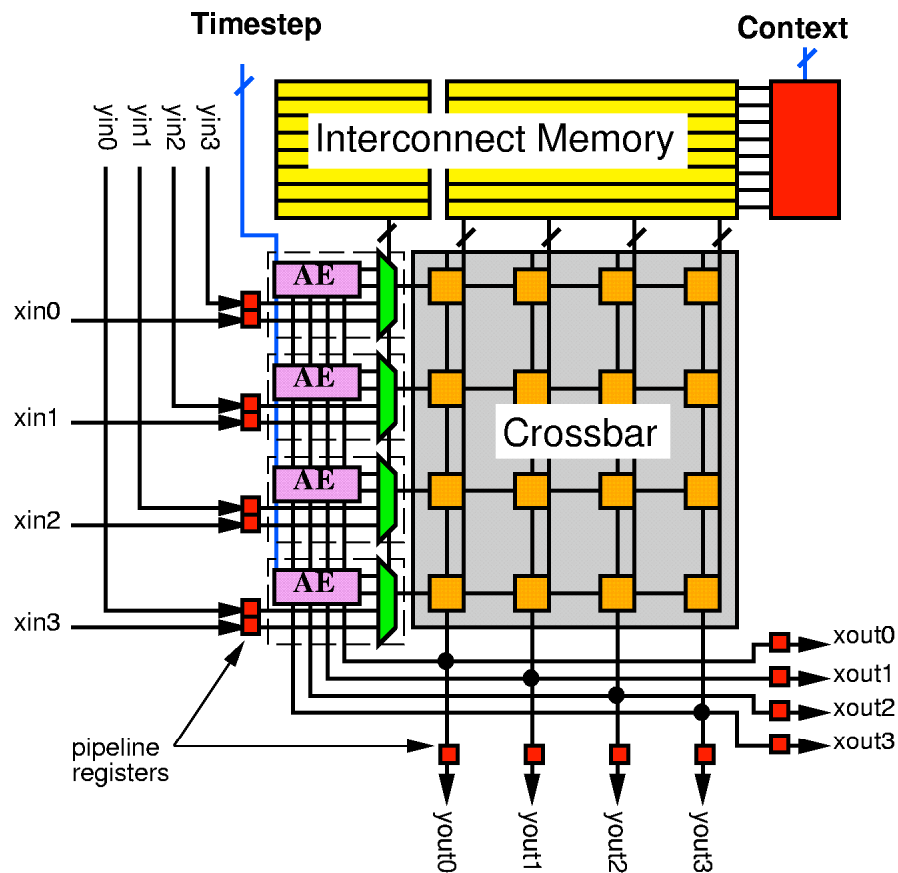 Timestep
Context
yin0
yin1
yin2
yin3
Interconnect Memory
AE
xin0
AE
xin1
Crossbar
AE
xin2
AE
xin3
xout0
xout1
xout2
xout3
pipeline
registers
yout0
yout1
yout2
yout3